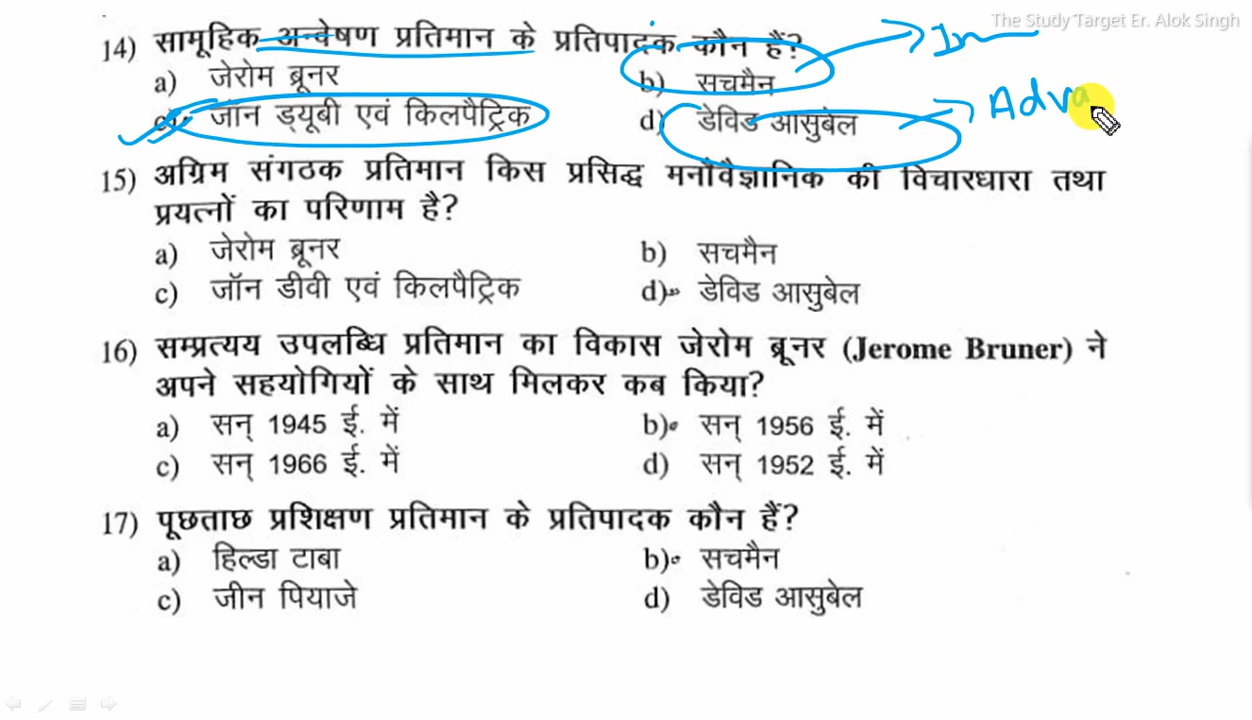 The Study Target Er. Alok Singh
14) सामूहिक अन्वेषण प्रतिमान के प्रतिपादक कौन हैं?
a) जेरोम ब्रूनर b) सचमैन
c) जॉन ड्यूबी एवं किलपैट्रिक d) डेविड आसुबेल
Adva
15) अग्रिम संगठक प्रतिमान किस प्रसिद्ध मनोवैज्ञानिक की विचारधारा तथा
प्रयत्नों का परिणाम है?
a) जेरोम ब्रूनर b) सचमैन
c) जॉन डीवी एवं किलपैट्रिक d) डेविड आसुबेल
16) सम्प्रत्यय उपलब्धि प्रतिमान का विकास जेरोम ब्रूनर (Jerome Bruner) ने
अपने सहयोगियों के साथ मिलकर कब किया?
a) सन् 1945 ई. में b) सन् 1956 ई. में
c) सन् 1966 ई. में d) सन् 1952 ई. में
17) पूछताछ प्रशिक्षण प्रतिमान के प्रतिपादक कौन हैं?
a) हिल्डा टाबा b) सचमैन
c) जीन पियाजे d) डेविड आसुबेल